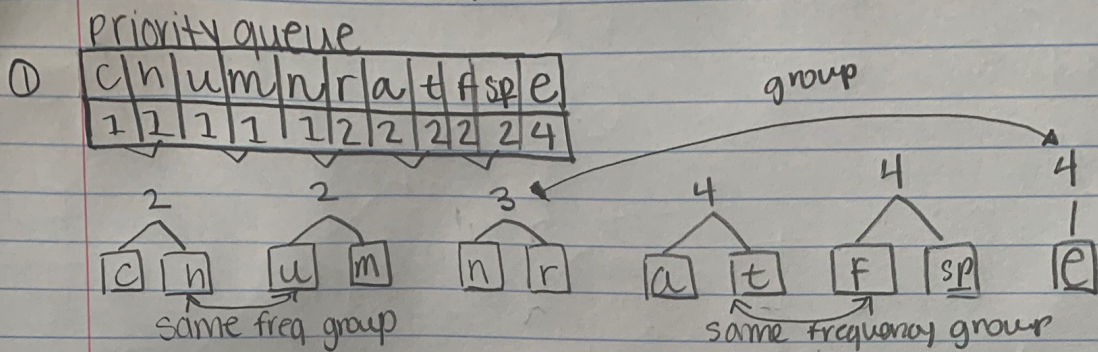 priority queue
① c h u m n r a t f sp e
1 1 1 1 1 2 2 2 2 2 4
group
2 2 3 4 4 4
c h u m n r a t F sp e
same freq group same frequency group